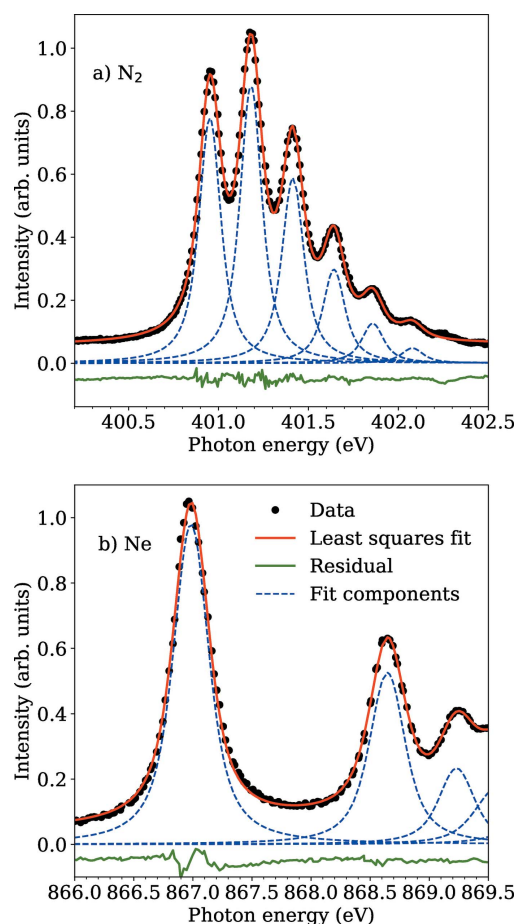 a) N₂
Intensity (arb. units)
1.0
0.8
0.6
0.4
0.2
0.0
400.5 401.0 401.5 402.0 402.5
Photon energy (eV)
b) Ne
Data
Least squares fit
Residual
Fit components
Intensity (arb. units)
1.0
0.8
0.6
0.4
0.2
0.0
866.0 866.5 867.0 867.5 868.0 868.5 869.0 869.5
Photon energy (eV)